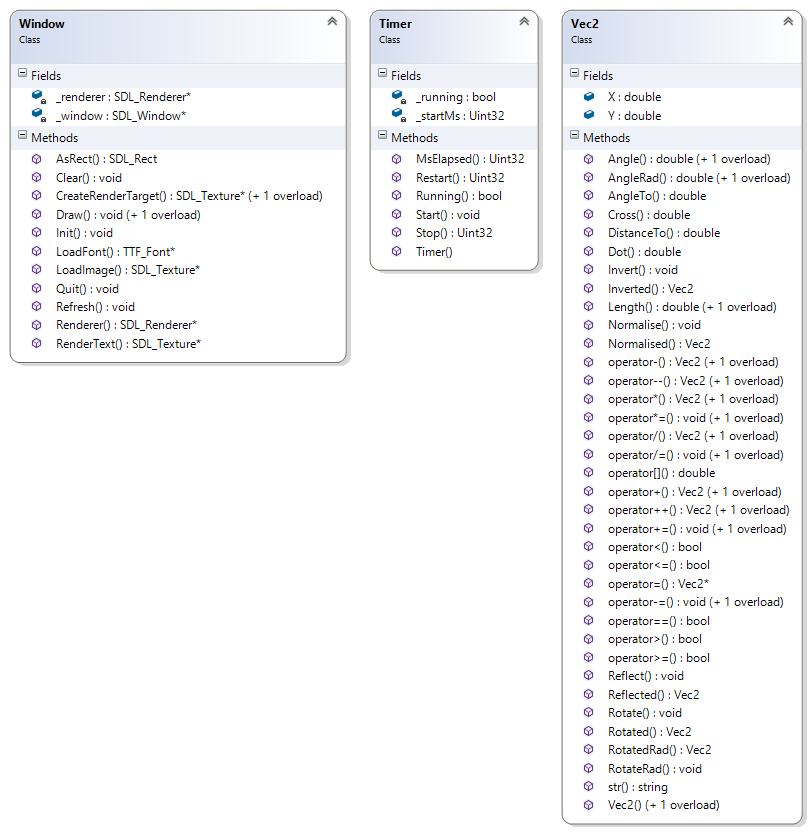 Window
Class
Fields
_renderer : SDL_Renderer*
_window : SDL_Window*
Methods
AsRect() : SDL_Rect
Clear() : void
CreateRenderTarget() : SDL_Texture* (+ 1 overload)
Draw() : void (+ 1 overload)
Init() : void
LoadFont() : TTF_Font*
LoadImage() : SDL_Texture*
Quit() : void
Refresh() : void
Renderer() : SDL_Renderer*
RenderText() : SDL_Texture*
Timer
Class
Fields
_running : bool
_startMs : Uint32
Methods
MsElapsed() : Uint32
Restart() : Uint32
Running() : bool
Start() : void
Stop() : Uint32
Timer()
Vec2
Class
Fields
X : double
Y : double
Methods
Angle() : double (+ 1 overload)
AngleRad() : double (+ 1 overload)
AngleTo() : double
Cross() : double
DistanceTo() : double
Dot() : double
Invert() : void
Inverted() : Vec2
Length() : double (+ 1 overload)
Normalise() : void
Normalised() : Vec2
operator-() : Vec2 (+ 1 overload)
operator--() : Vec2 (+ 1 overload)
operator*() : Vec2 (+ 1 overload)
operator*=() : void (+ 1 overload)
operator/() : Vec2 (+ 1 overload)
operator/=() : void (+ 1 overload)
operator[]() : double
operator+() : Vec2 (+ 1 overload)
operator++() : Vec2 (+ 1 overload)
operator+=() : void (+ 1 overload)
operator<() : bool
operator<=() : bool
operator=() : Vec2*
operator-=() : void (+ 1 overload)
operator==() : bool
operator>() : bool
operator>=() : bool
Reflect() : void
Reflected() : Vec2
Rotate() : void
Rotated() : Vec2
RotatedRad() : Vec2
RotateRad() : void
str() : string
Vec2() (+ 1 overload)